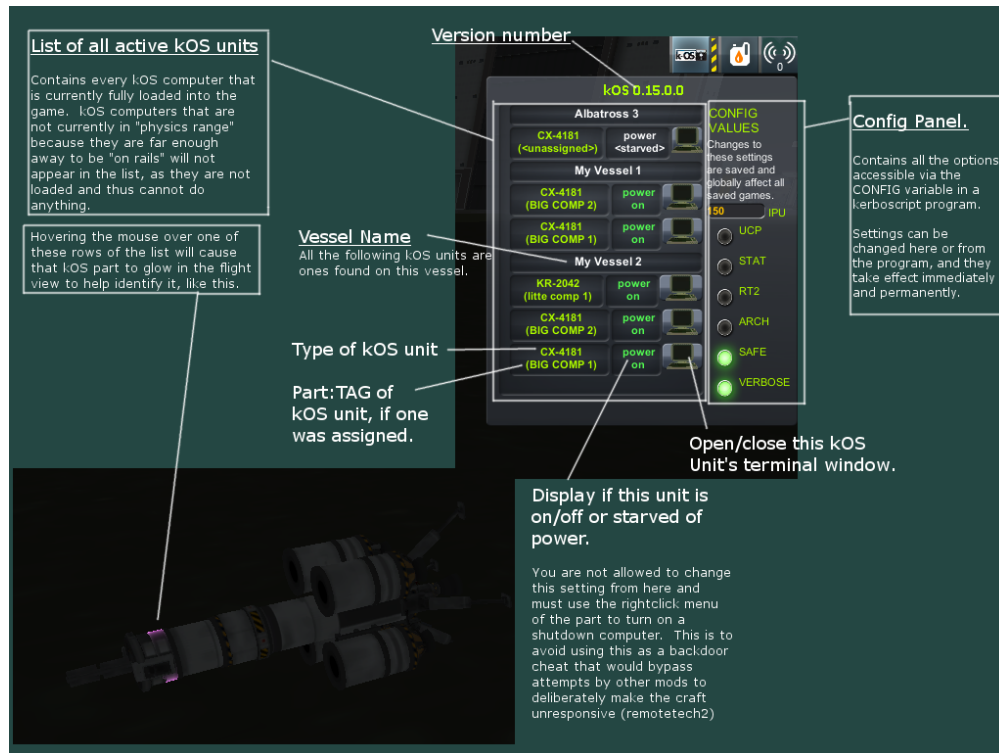 List of all active kOS units
Contains every kOS computer that
is currently fully loaded into the
game.  kOS computers that are
not currently in "physics range"
because they are far enough
away to be "on rails" will not
appear in the list, as they are not
loaded and thus cannot do
anything.
Hovering the mouse over one of
these rows of the list will cause
that kOS part to glow in the flight
view to help identify it, like this.
Version number
kOS
0
kOS 0.15.0.0
Albatross 3
CX-4181
(<unassigned>)
power
<starved>
My Vessel 1
CX-4181
(BIG COMP 2)
power
on
CX-4181
(BIG COMP 1)
power
on
My Vessel 2
KR-2042
(litte comp 1)
power
on
CX-4181
(BIG COMP 2)
power
on
CX-4181
(BIG COMP 1)
power
on
CONFIG
VALUES
Changes to
these settings
are saved and
globally affect all
saved games.
150 IPU
UCP
STAT
RT2
ARCH
SAFE
VERBOSE
Config Panel.
Contains all the options
accessible via the
CONFIG variable in a
kerboscript program.
Settings can be
changed here or from
the program, and they
take effect immediately
and permanently.
Vessel Name
All the following kOS units are
ones found on this vessel.
Type of kOS unit
Part:TAG of
kOS unit, if one
was assigned.
Open/close this kOS
Unit's terminal window.
Display if this unit is
on/off or starved of
power.
You are not allowed to change
this setting from here and
must use the rightclick menu
of the part to turn on a
shutdown computer.  This is to
avoid using this as a backdoor
cheat that would bypass
attempts by other mods to
deliberately make the craft
unresponsive (remotetech2)